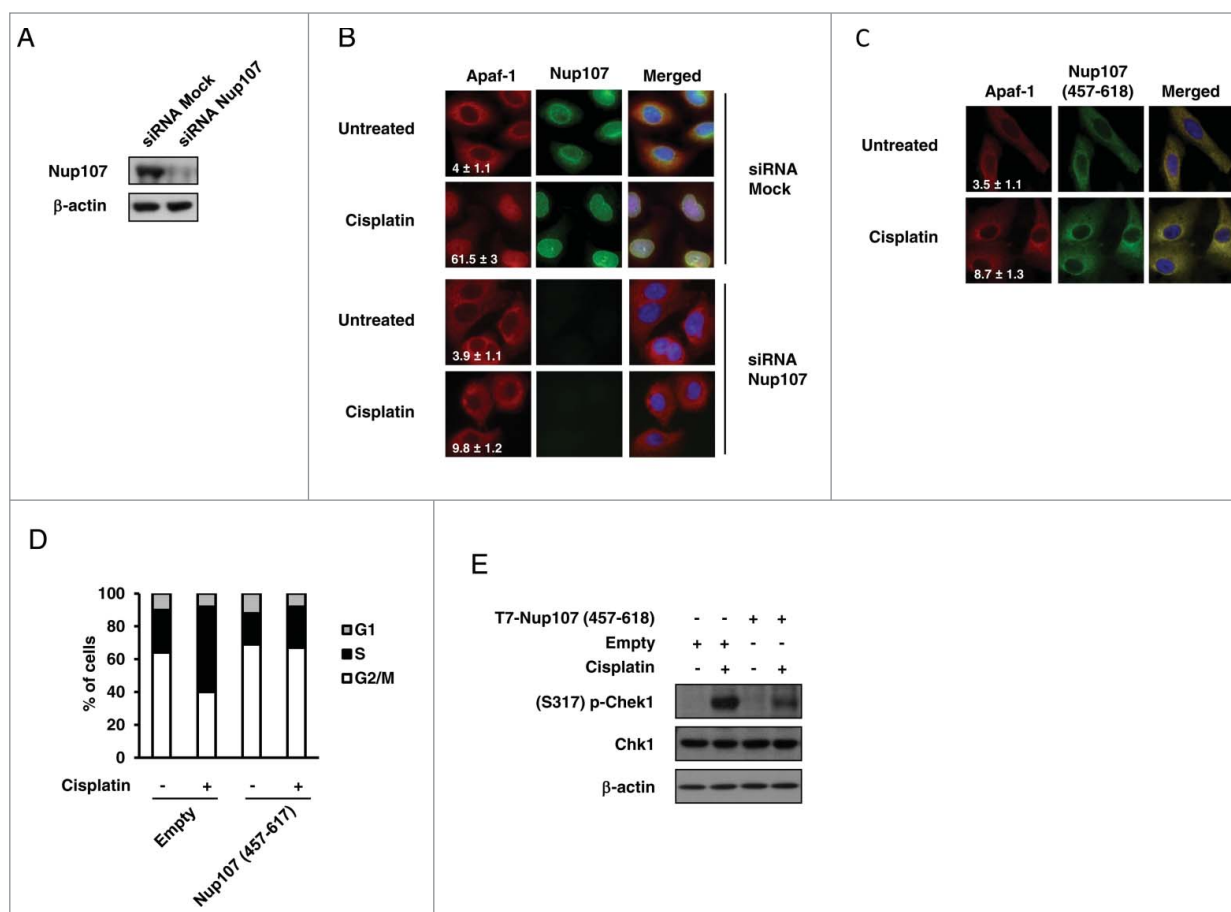 A
siRNA Mock
siRNA Nup107
Nup107
β-actin
B
Apaf-1 Nup107 Merged
Untreated
4 ± 1.1
siRNA
Mock
Cisplatin
61.5 ± 3
Untreated
3.9 ± 1.1
siRNA
Nup107
Cisplatin
9.8 ± 1.2
C
Nup107
Apaf-1 (457-618) Merged
Untreated
3.5 ± 1.1
Cisplatin
8.7 ± 1.3
D
% of cells
100
80
60
40
20
0
G1
S
G2/M
Cisplatin - + - +
Empty
Nup107 (457-617)
E
T7-Nup107 (457-618) - - + +
Empty + + - -
Cisplatin - + - +
(S317) p-Chek1
Chk1
β-actin